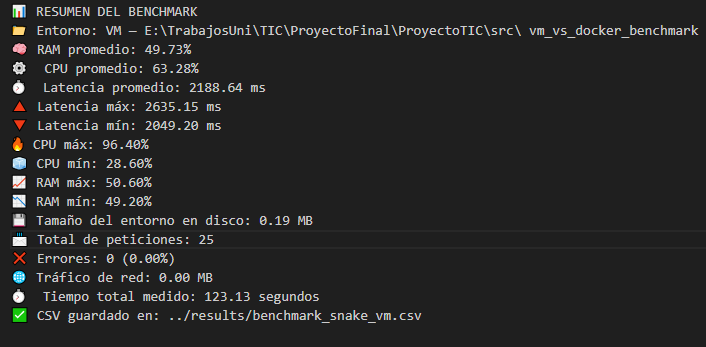 📊 RESUMEN DEL BENCHMARK
📁 Entorno: VM — E:\TrabajosUni\TIC\ProyectoFinal\ProyectoTIC\src\ vm_vs_docker_benchmark
🧠 RAM promedio: 49.73%
⚙️ CPU promedio: 63.28%
⏱️ Latencia promedio: 2188.64 ms
🔺 Latencia máx: 2635.15 ms
🔻 Latencia mín: 2049.20 ms
🔥 CPU máx: 96.40%
🧊 CPU mín: 28.60%
📈 RAM máx: 50.60%
📉 RAM mín: 49.20%
💾 Tamaño del entorno en disco: 0.19 MB
📨 Total de peticiones: 25
❌ Errores: 0 (0.00%)
🌐 Tráfico de red: 0.00 MB
⏱️ Tiempo total medido: 123.13 segundos
✅ CSV guardado en: ../results/benchmark_snake_vm.csv